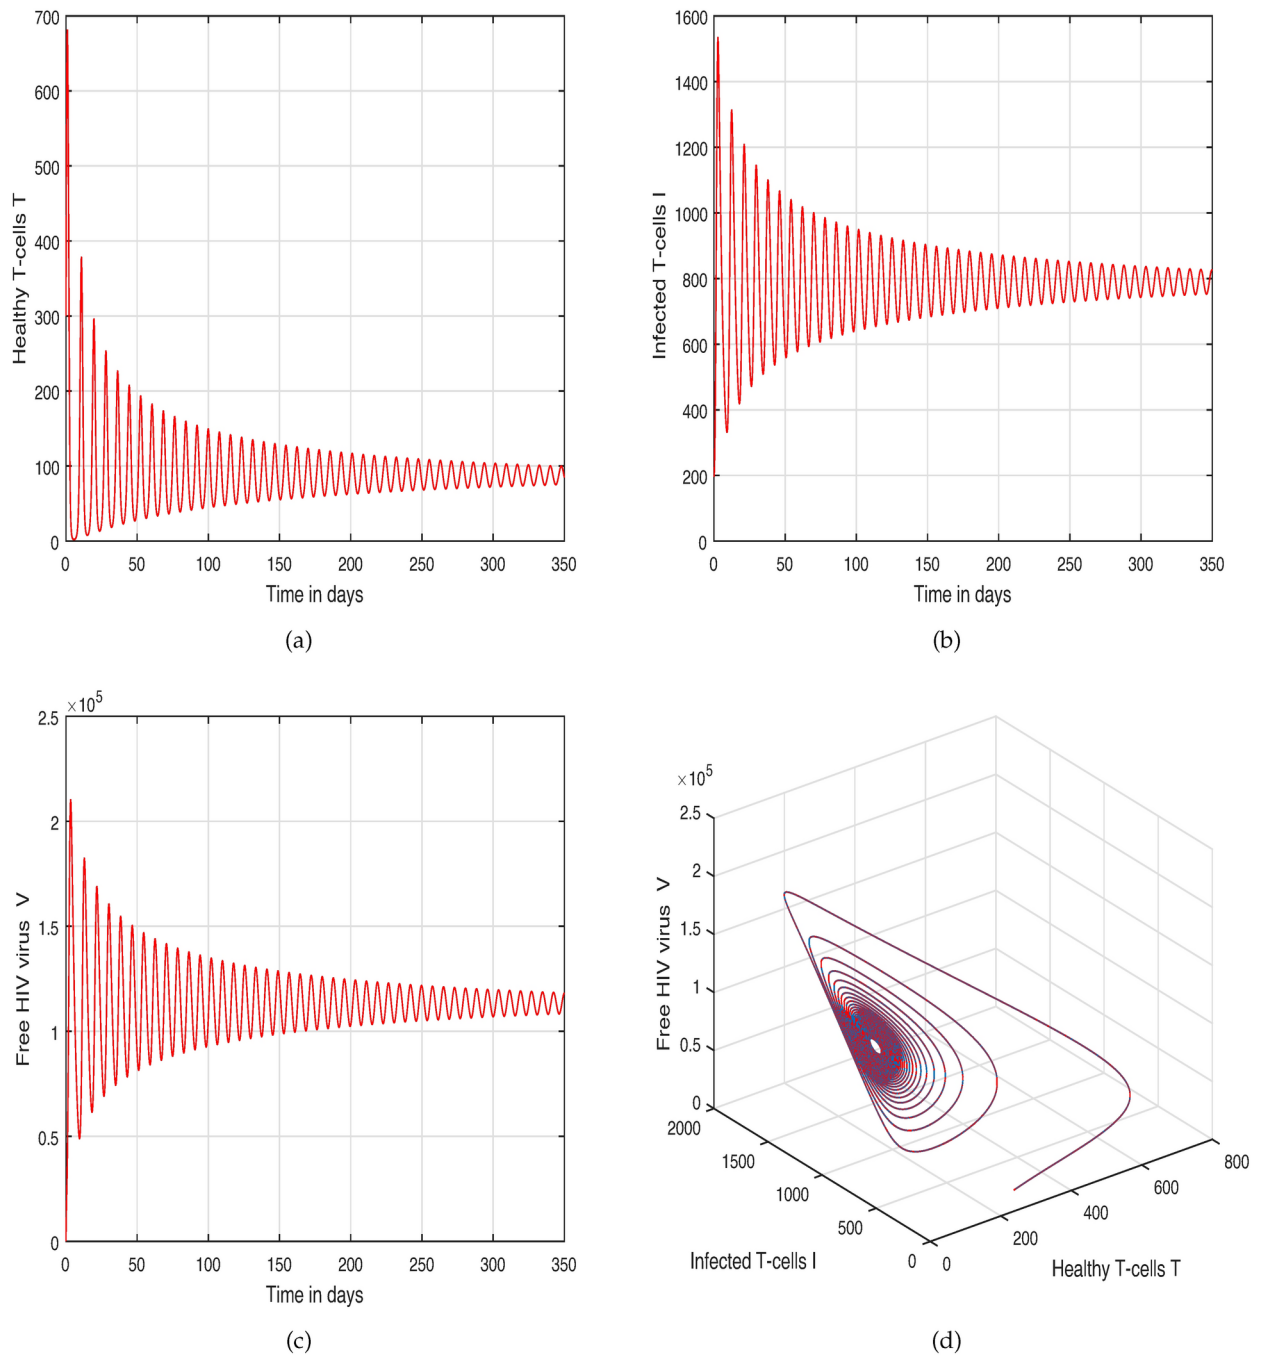 700
600
500
400
300
200
100
0
Healthy T-cells T
0 50 100 150 200 250 300 350
Time in days
(a)
1600
1400
1200
1000
800
600
400
200
0
Infected T-cells I
0 50 100 150 200 250 300 350
Time in days
(b)
×10^5
2.5
2
1.5
1
0.5
0
Free HIV virus V
0 50 100 150 200 250 300 350
Time in days
(c)
×10^5
2.5
2
1.5
1
0.5
0
Free HIV virus V
2000
1500
1000
500
0
Infected T-cells I
0
200
400
600
800
Healthy T-cells T
(d)